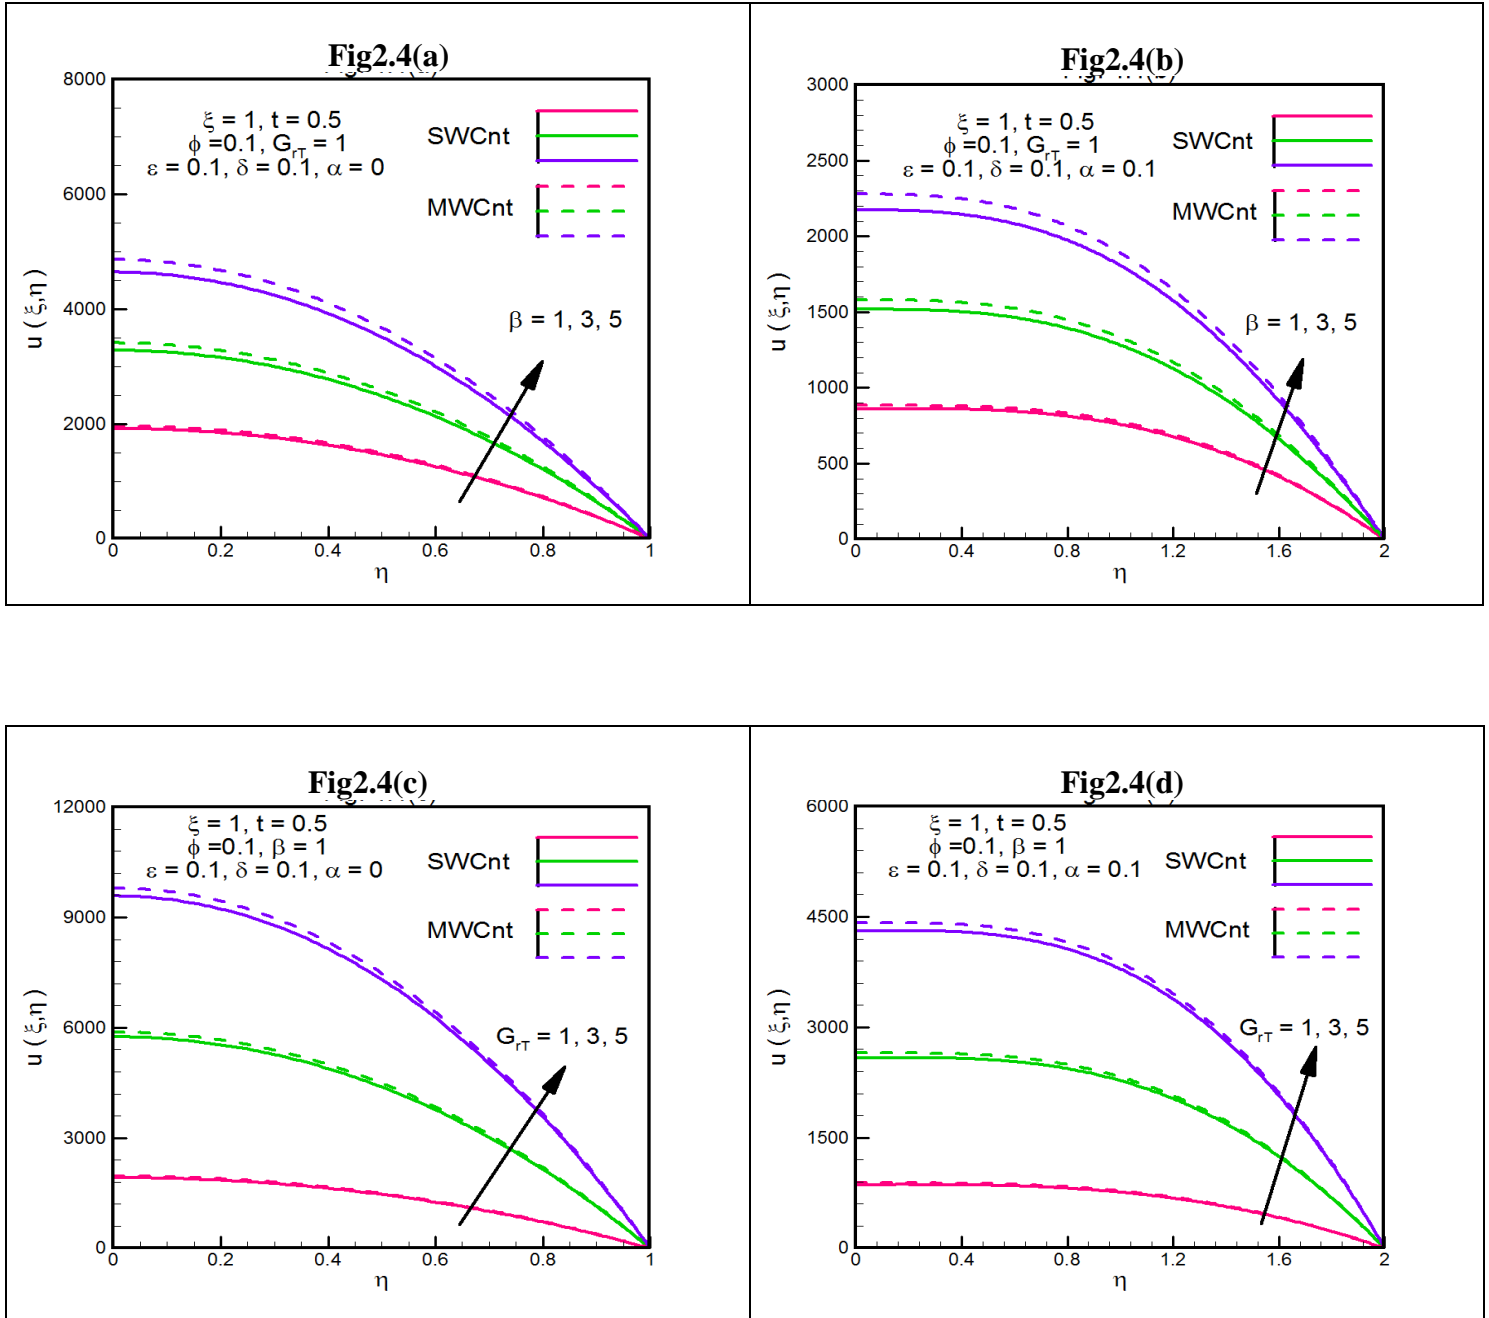 Fig2.4(a)
8000
6000
4000
2000
0
0 0.2 0.4 0.6 0.8 1
η
u ( ξ,η )
ξ = 1, t = 0.5
ϕ =0.1, GrT = 1
ε = 0.1, δ = 0.1, α = 0
SWCnt
MWCnt
β = 1, 3, 5
Fig2.4(b)
3000
2500
2000
1500
1000
500
0
0 0.4 0.8 1.2 1.6 2
η
u ( ξ,η )
ξ = 1, t = 0.5
ϕ =0.1, GrT = 1
ε = 0.1, δ = 0.1, α = 0.1
SWCnt
MWCnt
β = 1, 3, 5
Fig2.4(c)
12000
9000
6000
3000
0
0 0.2 0.4 0.6 0.8 1
η
u ( ξ,η )
ξ = 1, t = 0.5
ϕ =0.1, β = 1
ε = 0.1, δ = 0.1, α = 0
SWCnt
MWCnt
GrT = 1, 3, 5
Fig2.4(d)
6000
4500
3000
1500
0
0 0.4 0.8 1.2 1.6 2
η
u ( ξ,η )
ξ = 1, t = 0.5
ϕ =0.1, β = 1
ε = 0.1, δ = 0.1, α = 0.1
SWCnt
MWCnt
GrT = 1, 3, 5